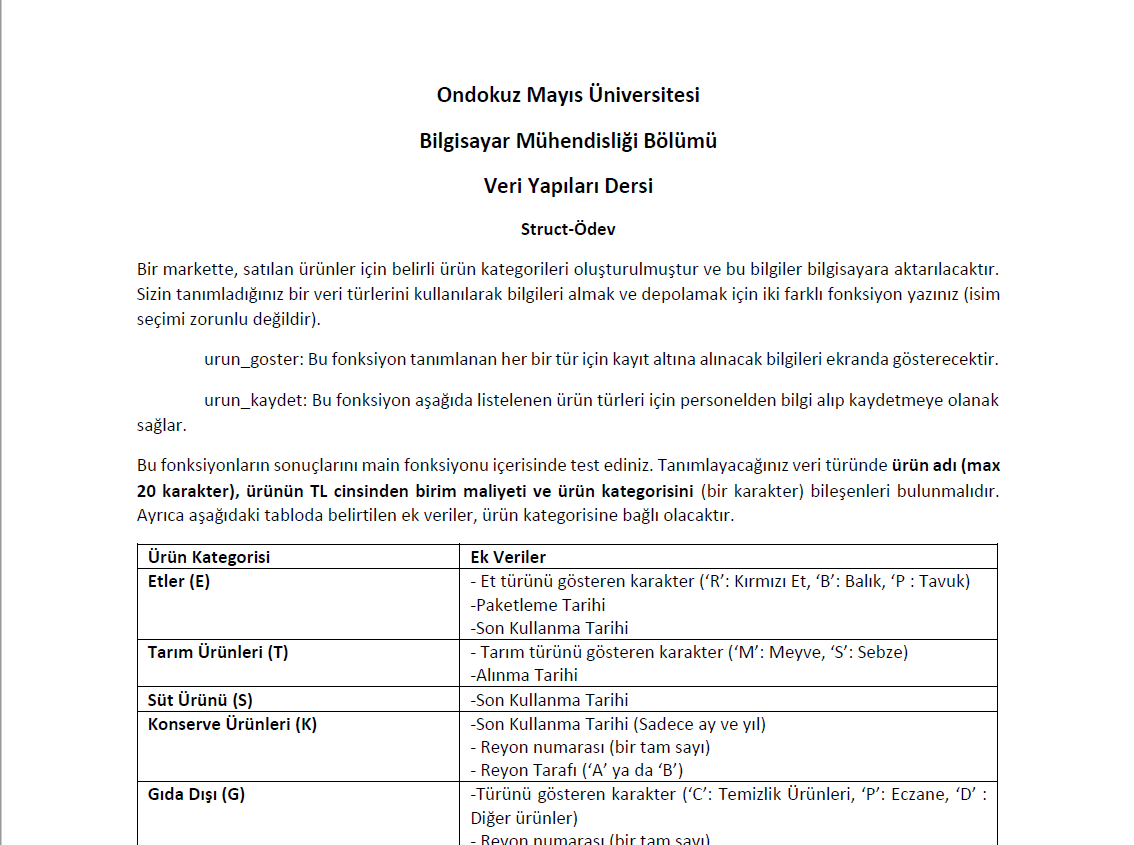 Ondokuz Mayıs Üniversitesi
Bilgisayar Mühendisliği Bölümü
Veri Yapıları Dersi
Struct-Ödev
Bir markette, satılan ürünler için belirli ürün kategorileri oluşturulmuştur ve bu bilgiler bilgisayara aktarılacaktır.
Sizin tanımladığınız bir veri türlerini kullanılarak bilgileri almak ve depolamak için iki farklı fonksiyon yazınız (isim
seçimi zorunlu değildir).
urun_goster: Bu fonksiyon tanımlanan her bir tür için kayıt altına alınacak bilgileri ekranda gösterecektir.
urun_kaydet: Bu fonksiyon aşağıda listelenen ürün türleri için personelden bilgi alıp kaydetmeye olanak
sağlar.
Bu fonksiyonların sonuçlarını main fonksiyonu içerisinde test ediniz. Tanımlayacağınız veri türünde ürün adı (max
20 karakter), ürünün TL cinsinden birim maliyeti ve ürün kategorisini (bir karakter) bileşenleri bulunmalıdır.
Ayrıca aşağıdaki tabloda belirtilen ek veriler, ürün kategorisine bağlı olacaktır.
Ürün Kategorisi
Ek Veriler
Etler (E)
- Et türünü gösteren karakter (‘R’: Kırmızı Et, ‘B’: Balık, ‘P : Tavuk)
-Paketleme Tarihi
-Son Kullanma Tarihi
Tarım Ürünleri (T)
- Tarım türünü gösteren karakter (‘M’: Meyve, ‘S’: Sebze)
-Alınma Tarihi
Süt Ürünü (S)
-Son Kullanma Tarihi
Konserve Ürünleri (K)
-Son Kullanma Tarihi (Sadece ay ve yıl)
- Reyon numarası (bir tam sayı)
- Reyon Tarafı (‘A’ ya da ‘B’)
Gıda Dışı (G)
-Türünü gösteren karakter (‘C’: Temizlik Ürünleri, ‘P’: Eczane, ‘D’ :
Diğer ürünler)
- Reyon numarası (bir tam sayı)